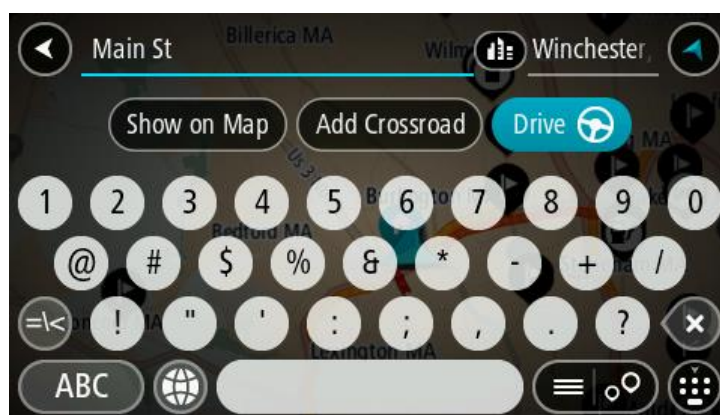 Main St Winchester,
Billerica MA
Show on Map Add Crossroad Drive
1 2 3 4 5 6 7 8 9 0
Bedford MA
@ # $ % & * - + /
=\< ! " ' : ; , . ?
Lexington MA
ABC